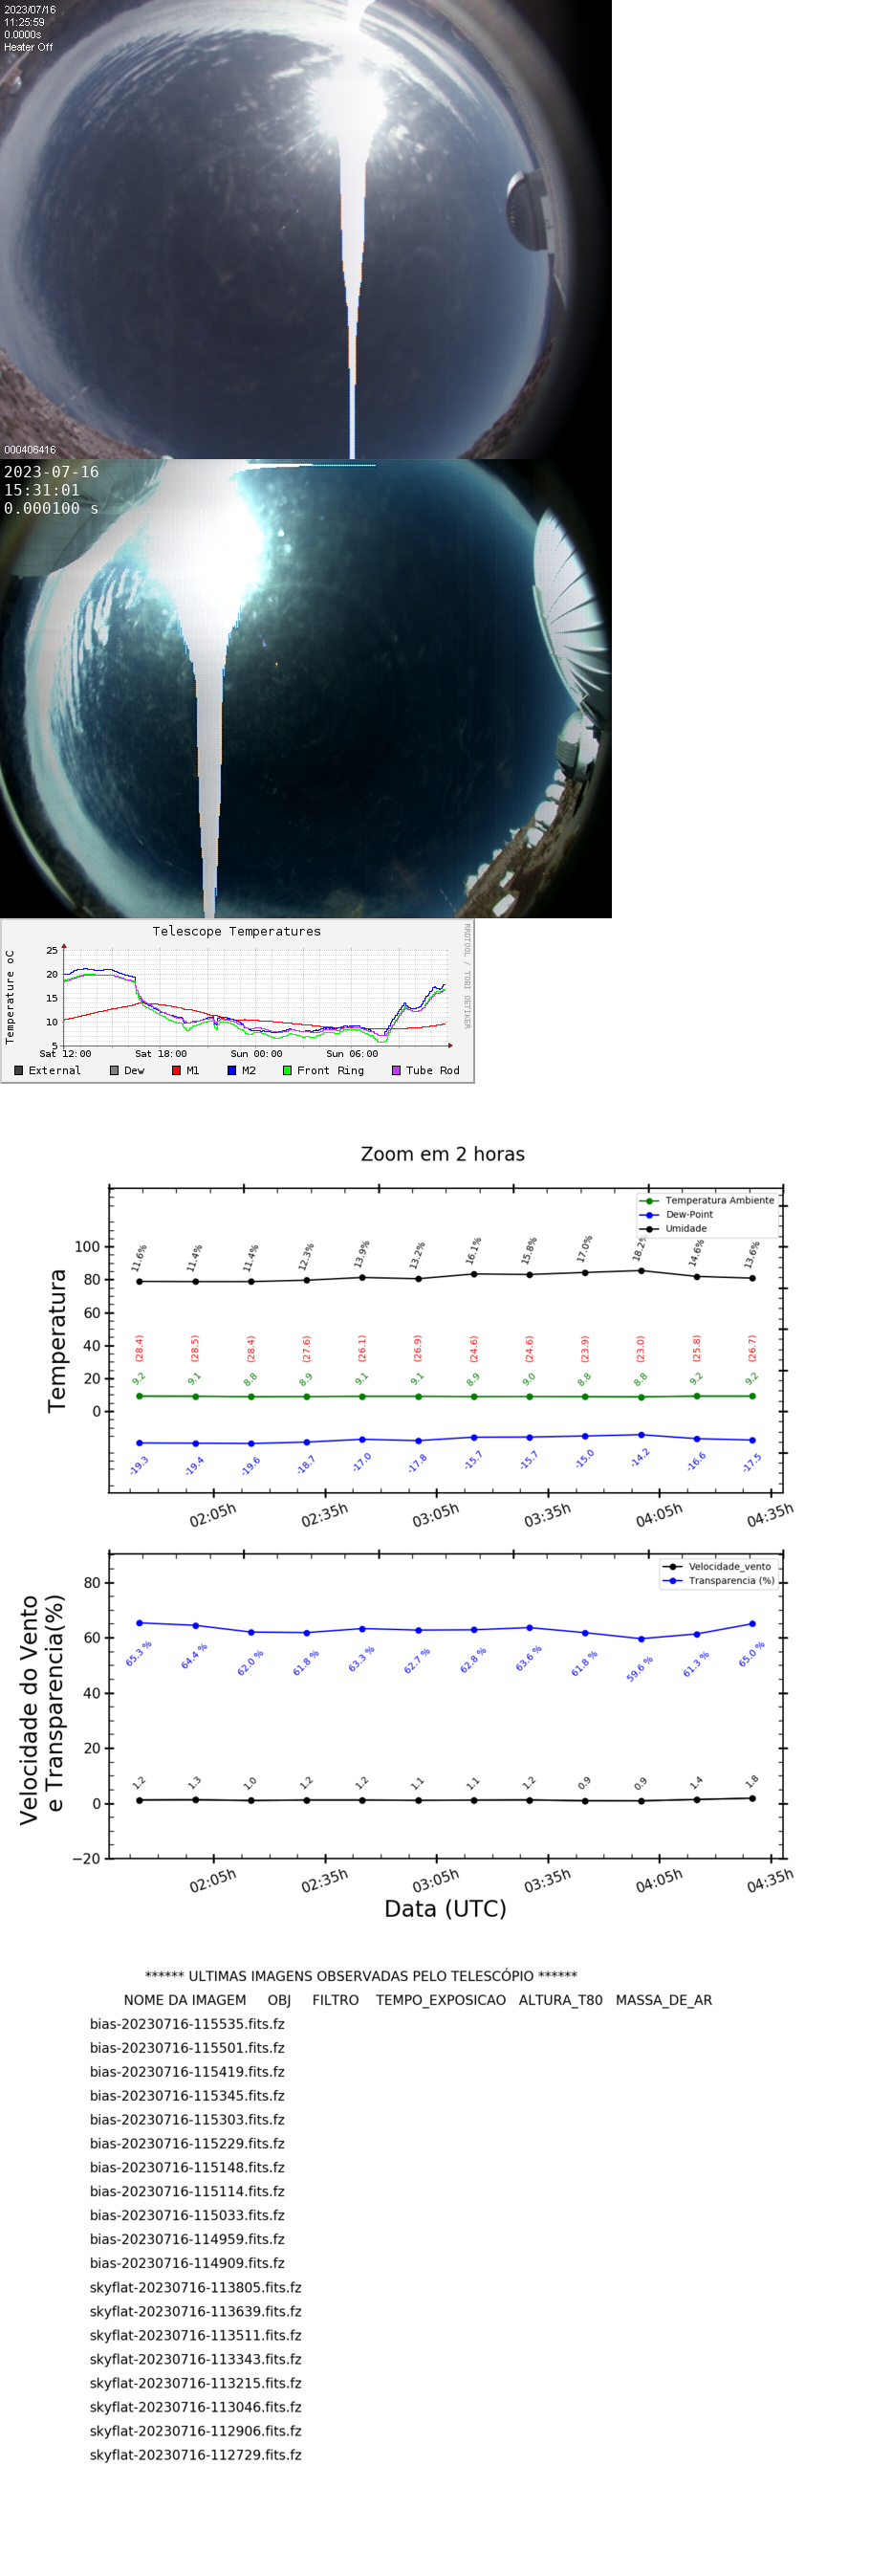 2023/07/16
11:25:59
0.0000s
Heater Off
000406416
2023-07-16
15:31:01
0.000100 s
Telescope Temperatures
RRDTOOL / TOBI OETIKER
Temperature oC
25
20
15
10
5
Sat 12:00 Sat 18:00 Sun 00:00 Sun 06:00
External Dew M1 M2 Front Ring Tube Rod
Zoom em 2 horas
Temperatura Ambiente
Dew-Point
Umidade
Temperatura
100
80
60
40
20
0
11.6% 11.4% 11.4% 12.3% 13.9% 13.2% 16.1% 15.8% 17.0% 18.2% 14.6% 13.6%
(28.4) (28.5) (28.4) (27.6) (26.1) (26.9) (24.6) (24.6) (23.9) (23.0) (25.8) (26.7)
9.2 9.1 8.8 8.9 9.1 9.1 8.9 9.0 8.8 8.8 9.2 9.2
-19.3 -19.4 -19.6 -18.7 -17.0 -17.8 -15.7 -15.7 -15.0 -14.2 -16.6 -17.5
02:05h 02:35h 03:05h 03:35h 04:05h 04:35h
Velocidade_vento
Transparencia (%)
Velocidade do Vento
e Transparencia(%)
80
60
40
20
0
−20
65.3 % 64.4 % 62.0 % 61.8 % 63.3 % 62.7 % 62.8 % 63.6 % 61.8 % 59.6 % 61.3 % 65.0 %
1.2 1.3 1.0 1.2 1.2 1.1 1.1 1.2 0.9 0.9 1.4 1.8
02:05h 02:35h 03:05h 03:35h 04:05h 04:35h
Data (UTC)
****** ULTIMAS IMAGENS OBSERVADAS PELO TELESCÓPIO ******
NOME DA IMAGEM OBJ FILTRO TEMPO_EXPOSICAO ALTURA_T80 MASSA_DE_AR
bias-20230716-115535.fits.fz
bias-20230716-115501.fits.fz
bias-20230716-115419.fits.fz
bias-20230716-115345.fits.fz
bias-20230716-115303.fits.fz
bias-20230716-115229.fits.fz
bias-20230716-115148.fits.fz
bias-20230716-115114.fits.fz
bias-20230716-115033.fits.fz
bias-20230716-114959.fits.fz
bias-20230716-114909.fits.fz
skyflat-20230716-113805.fits.fz
skyflat-20230716-113639.fits.fz
skyflat-20230716-113511.fits.fz
skyflat-20230716-113343.fits.fz
skyflat-20230716-113215.fits.fz
skyflat-20230716-113046.fits.fz
skyflat-20230716-112906.fits.fz
skyflat-20230716-112729.fits.fz